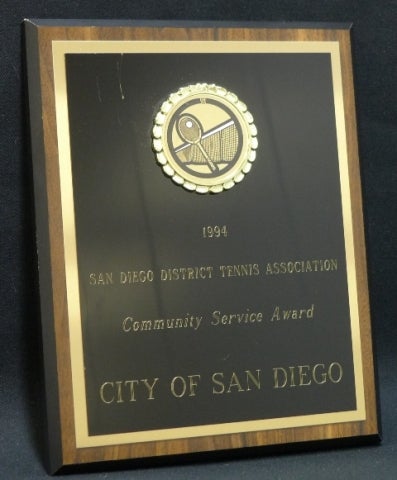 1994
SAN DIEGO DISTRICT TENNIS ASSOCIATION
Community Service Award
CITY OF SAN DIEGO